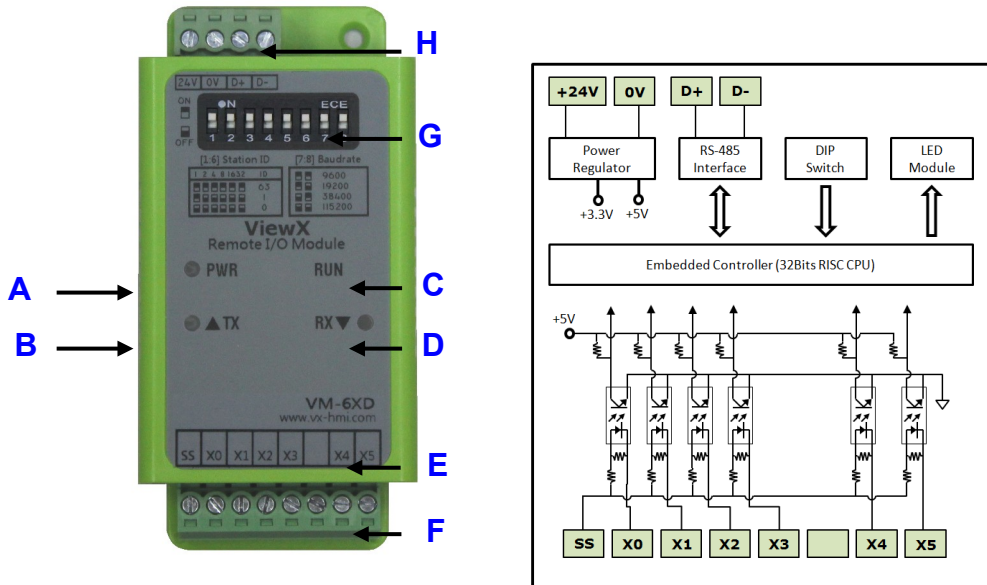 H
24V 0V D+ D-
ON
OFF
ON ECE
1 2 3 4 5 6 7
G
[1:6] Station ID
[7:8] Baudrate
1 2 4 8 16 32 ID
63
1
0
9600
19200
38400
115200
ViewX
Remote I/O Module
PWR RUN
A
C
▲TX RX▼
B
D
VM-6XD
www.vx-hmi.com
SS X0 X1 X2 X3 X4 X5
E
F
+24V 0V D+ D-
Power Regulator
RS-485 Interface
DIP Switch
LED Module
+3.3V +5V
Embedded Controller (32Bits RISC CPU)
+5V
SS X0 X1 X2 X3 X4 X5